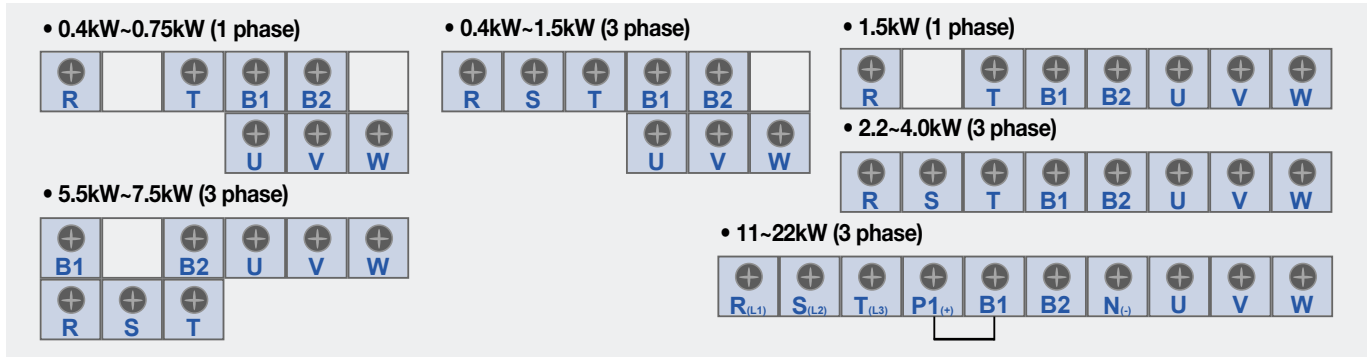 • 0.4kW~0.75kW (1 phase)
R T B1 B2
U V W
• 0.4kW~1.5kW (3 phase)
R S T B1 B2
U V W
• 1.5kW (1 phase)
R T B1 B2 U V W
• 2.2~4.0kW (3 phase)
R S T B1 B2 U V W
• 5.5kW~7.5kW (3 phase)
B1 B2 U V W
R S T
• 11~22kW (3 phase)
R(L1) S(L2) T(L3) P1(+) B1 B2 N(-) U V W